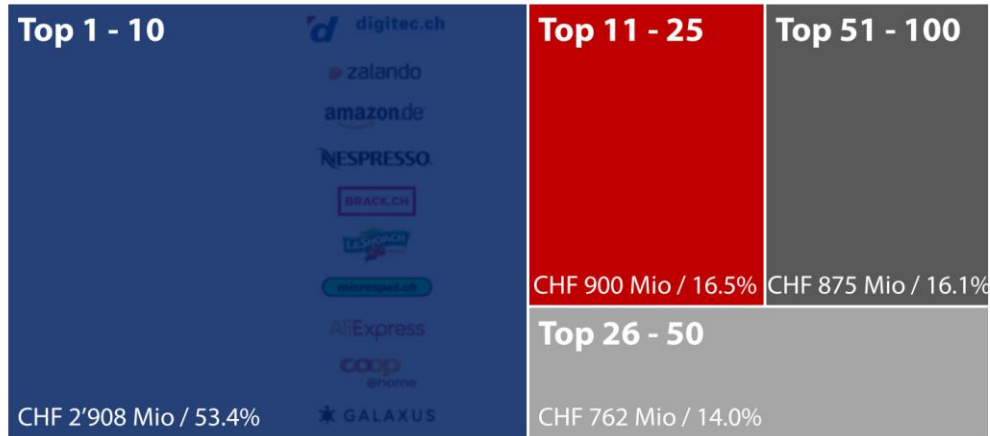 Top 1 - 10
digitec.ch
zalando
amazon.de
NESPRESSO.
BRACK.CH
LESHOP.CH
microspot.ch
AliExpress
coop
@home
GALAXUS
CHF 2’908 Mio / 53.4%
Top 11 - 25
CHF 900 Mio / 16.5%
Top 51 - 100
CHF 875 Mio / 16.1%
Top 26 - 50
CHF 762 Mio / 14.0%